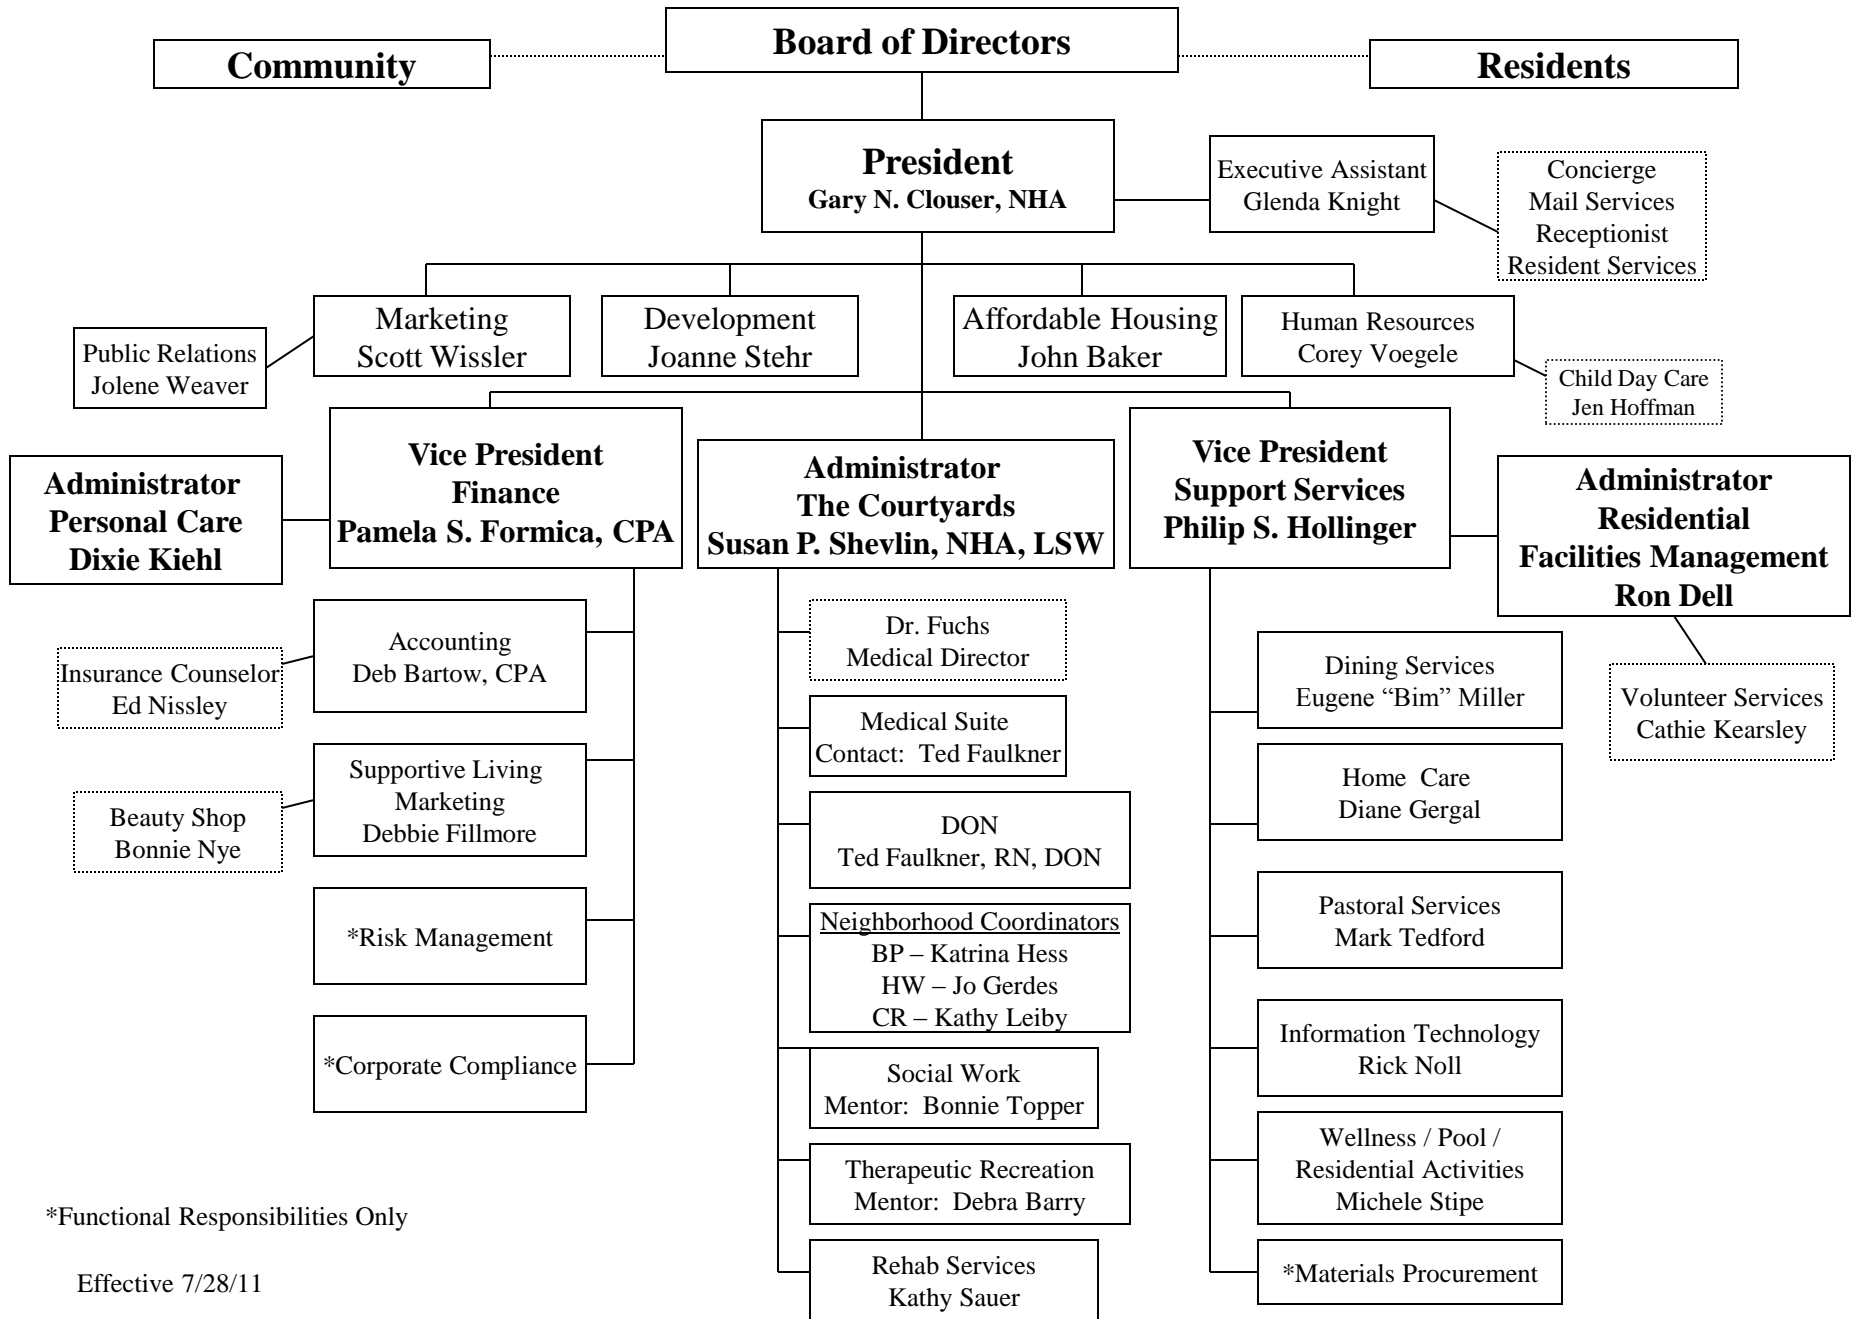 Board of Directors
Community
Residents
President
Gary N. Clouser, NHA
Executive Assistant
Glenda Knight
Concierge
Mail Services
Receptionist
Resident Services
Marketing
Scott Wissler
Development
Joanne Stehr
Affordable Housing
John Baker
Human Resources
Corey Voegele
Public Relations
Jolene Weaver
Child Day Care
Jen Hoffman
Administrator
Personal Care
Dixie Kiehl
Vice President
Finance
Pamela S. Formica, CPA
Administrator
The Courtyards
Susan P. Shevlin, NHA, LSW
Vice President
Support Services
Philip S. Hollinger
Administrator
Residential
Facilities Management
Ron Dell
Accounting
Deb Bartow, CPA
Insurance Counselor
Ed Nissley
Supportive Living
Marketing
Debbie Fillmore
Beauty Shop
Bonnie Nye
*Risk Management
*Corporate Compliance
Dr. Fuchs
Medical Director
Medical Suite
Contact:  Ted Faulkner
DON
Ted Faulkner, RN, DON
Neighborhood Coordinators
BP – Katrina Hess
HW – Jo Gerdes
CR – Kathy Leiby
Social Work
Mentor:  Bonnie Topper
Therapeutic Recreation
Mentor:  Debra Barry
Rehab Services
Kathy Sauer
Dining Services
Eugene “Bim” Miller
Home  Care
Diane Gergal
Pastoral Services
Mark Tedford
Information Technology
Rick Noll
Wellness / Pool /
Residential Activities
Michele Stipe
*Materials Procurement
Volunteer Services
Cathie Kearsley
*Functional Responsibilities Only
Effective 7/28/11